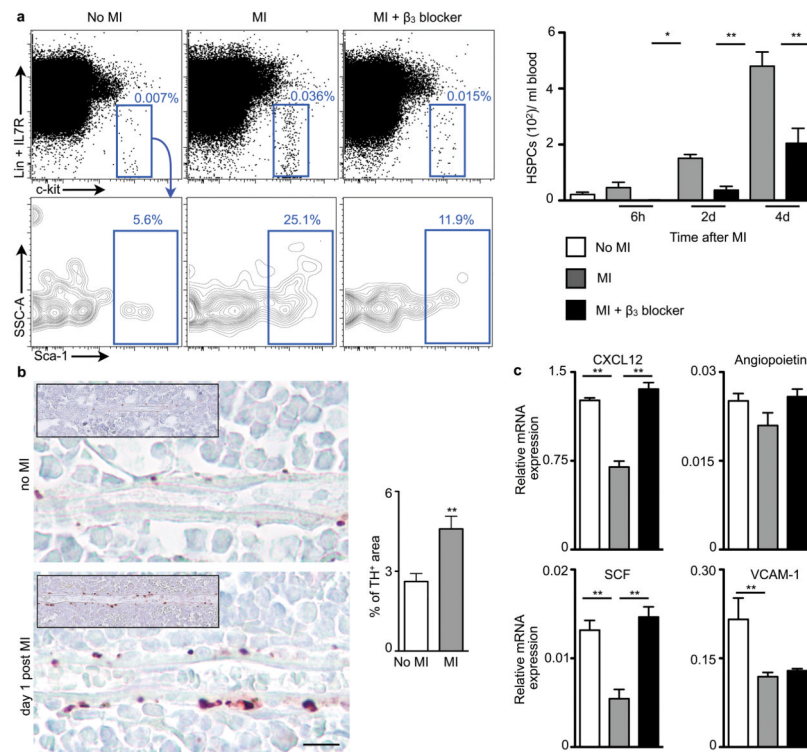 a
No MI
MI
MI + β3 blocker
Lin + IL7R
c-kit
0.007%
0.036%
0.015%
SSC-A
Sca-1
5.6%
25.1%
11.9%
HSPCs (10²)/ ml blood
6
4
2
0
*
**
**
6h
2d
4d
Time after MI
No MI
MI
MI + β3 blocker
b
no MI
day 1 post MI
% of TH⁺ area
6
3
0
**
No MI
MI
c
CXCL12
Relative mRNA
expression
1.5
0.75
0
**
**
Angiopoietin
0.03
0.015
0
SCF
Relative mRNA
expression
0.02
0.01
0
**
**
VCAM-1
0.30
0.15
0
**